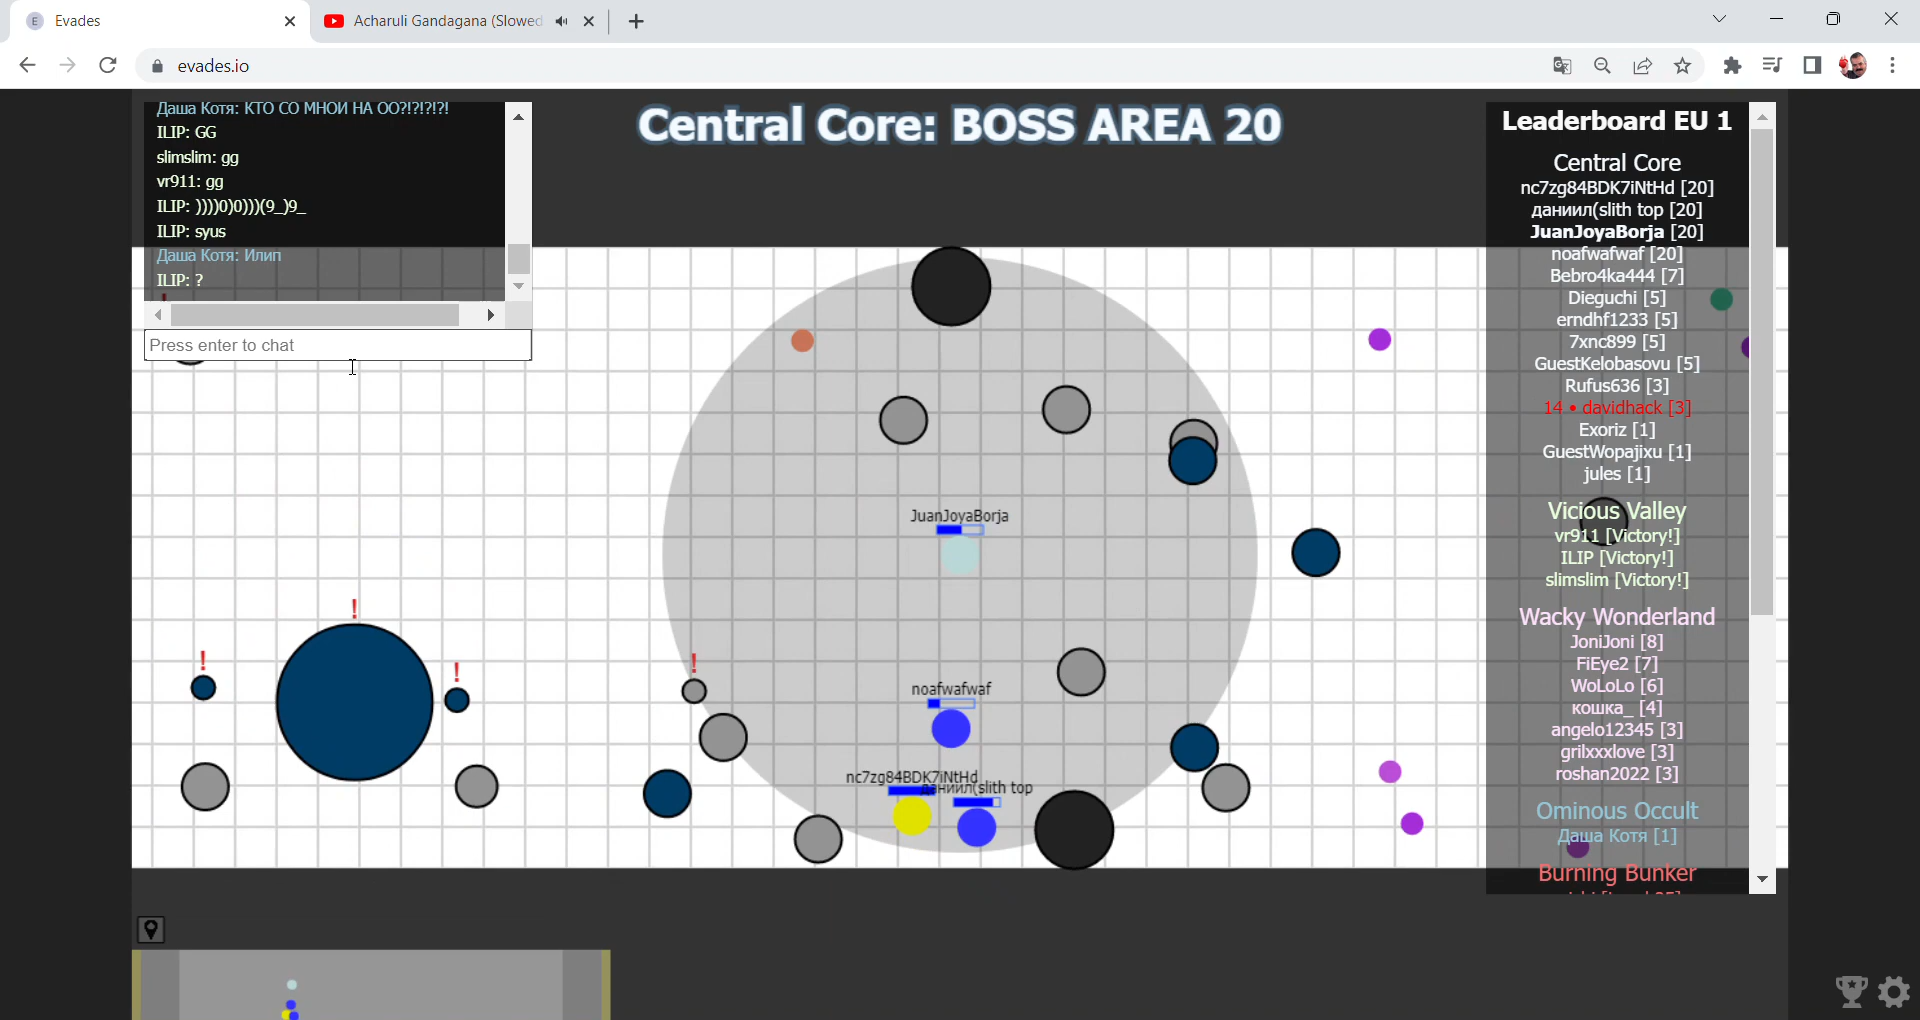 Evades
Acharuli Gandagana (Slowed
evades.io
Даша Котя: КТО СО МНОЙ НА ОО?!?!?!?!
ILIP: GG
slimslim: gg
vr911: gg
ILIP: ))))0)0)))(9_)9_
ILIP: syus
Даша Котя: Илип
ILIP: ?
Press enter to chat
Central Core: BOSS AREA 20
!
JuanJoyaBorja
!
!
!
!
noafwafwaf
nc7zg84BDK7iNtHd
даниил(slith top
Leaderboard EU 1
Central Core
nc7zg84BDK7iNtHd [20]
даниил(slith top [20]
JuanJoyaBorja [20]
noafwafwaf [20]
Bebro4ka444 [7]
Dieguchi [5]
erndhf1233 [5]
7xnc899 [5]
GuestKelobasovu [5]
Rufus636 [3]
14 • davidhack [3]
Exoriz [1]
GuestWopajixu [1]
jules [1]
Vicious Valley
vr911 [Victory!]
ILIP [Victory!]
slimslim [Victory!]
Wacky Wonderland
JoniJoni [8]
FiEye2 [7]
WoLoLo [6]
кошка_ [4]
angelo12345 [3]
grilxxxlove [3]
roshan2022 [3]
Ominous Occult
Даша Котя [1]
Burning Bunker